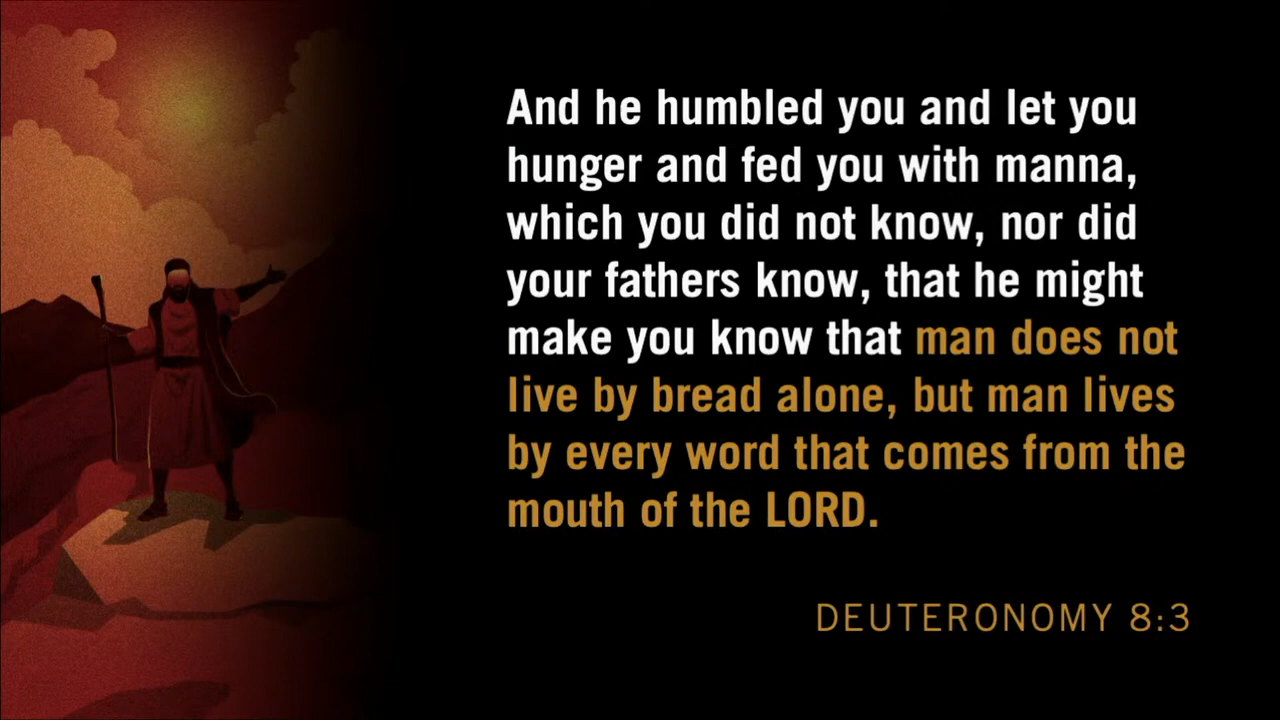 And he humbled you and let you
hunger and fed you with manna,
which you did not know, nor did
your fathers know, that he might
make you know that man does not
live by bread alone, but man lives
by every word that comes from the
mouth of the LORD.
DEUTERONOMY 8:3